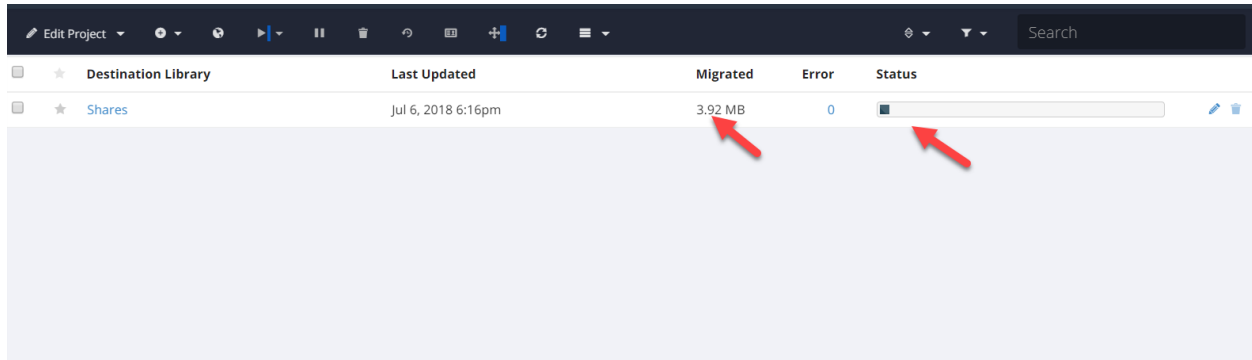 Edit Project Search
Destination Library Last Updated Migrated Error Status
Shares Jul 6, 2018 6:16pm 3.92 MB 0